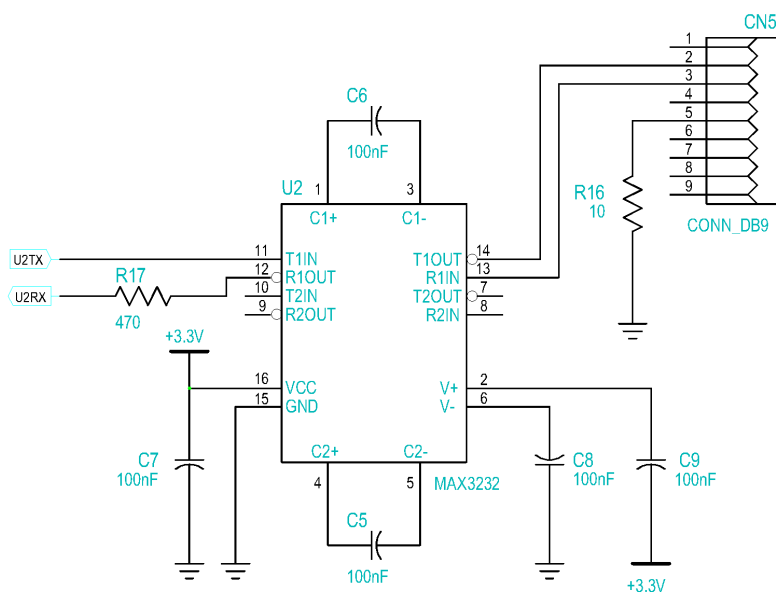 CN5
1
2
3
4
5
6
7
8
9
CONN_DB9
C6
100nF
R16
10
U2
1
3
C1+
C1-
U2TX
11
T1IN
T1OUT
14
R17
12
R1OUT
R1IN
13
U2RX
10
T2IN
T2OUT
7
470
9
R2OUT
R2IN
8
+3.3V
16
VCC
V+
2
15
GND
V-
6
C7
100nF
C2+
C2-
C8
100nF
C9
100nF
4
5
MAX3232
C5
100nF
+3.3V